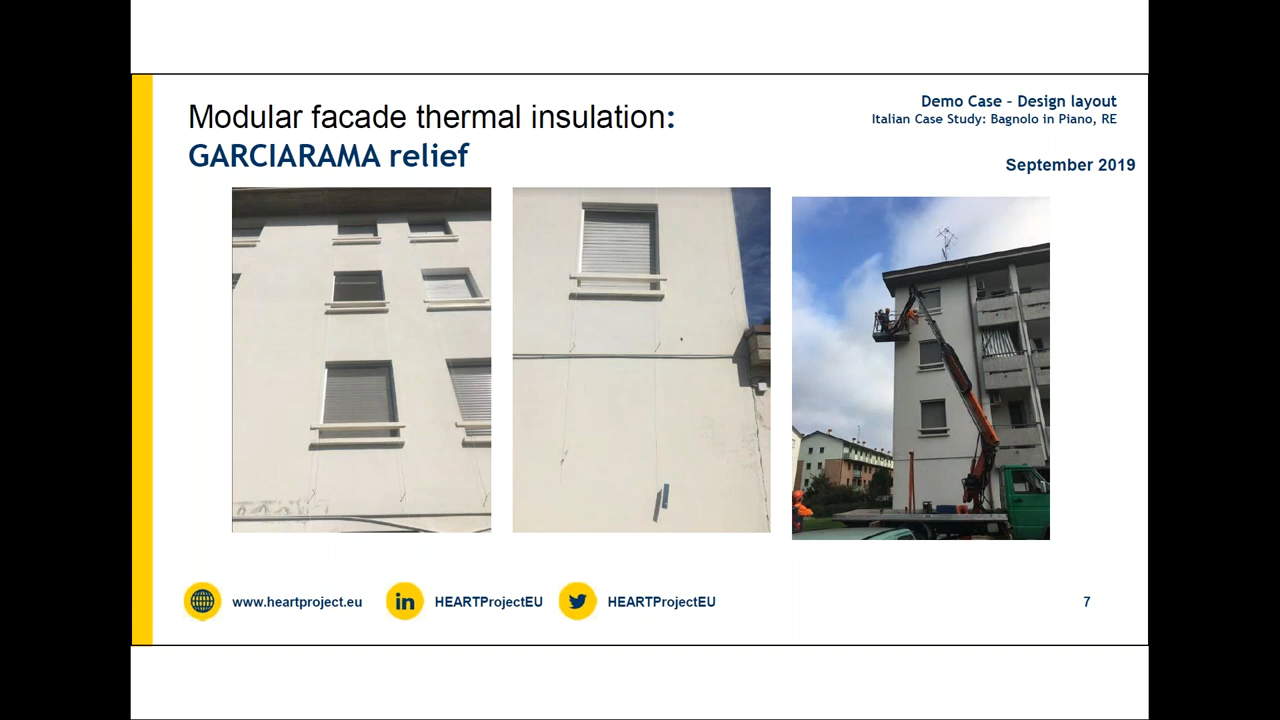 Modular facade thermal insulation:
GARCIARAMA relief
Demo Case – Design layout
Italian Case Study: Bagnolo in Piano, RE
September 2019
www.heartproject.eu
in
HEARTProjectEU
HEARTProjectEU
7